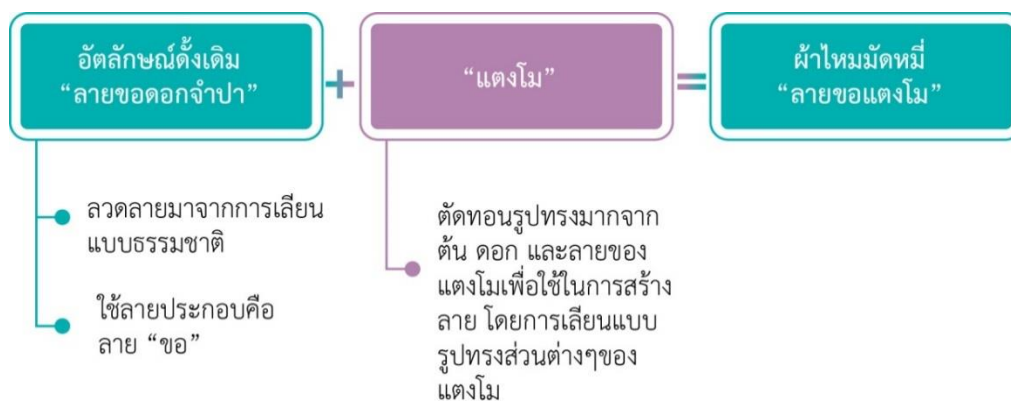 อัตลักษณ์ดั้งเดิม
“ลายขอดอกจำปา”
+
“แตงโม”
=
ผ้าไหมมัดหมี่
“ลายขอแตงโม”
ลวดลายมาจากการเลียน
แบบธรรมชาติ
ใช้ลายประกอบคือ
ลาย “ขอ”
ตัดทอนรูปทรงมากจาก
ต้น ดอก และลายของ
แตงโมเพื่อใช้ในการสร้าง
ลาย โดยการเลียนแบบ
รูปทรงส่วนต่างๆของ
แตงโม